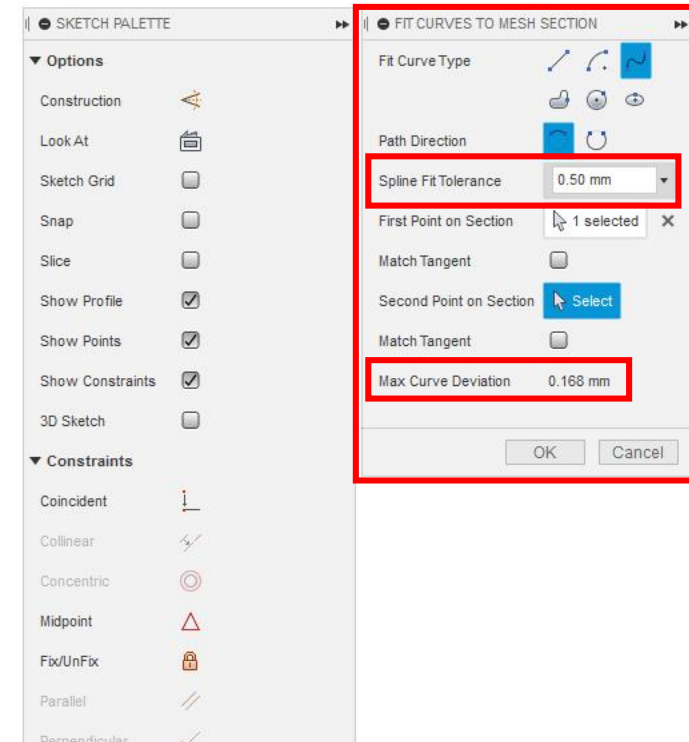 SKETCH PALETTE
Options
Construction
Look At
Sketch Grid
Snap
Slice
Show Profile
Show Points
Show Constraints
3D Sketch
Constraints
Coincident
Collinear
Concentric
Midpoint
Fix/UnFix
Parallel
Perpendicular
FIT CURVES TO MESH SECTION
Fit Curve Type
Path Direction
Spline Fit Tolerance 0.50 mm
First Point on Section 1 selected
Match Tangent
Second Point on Section Select
Match Tangent
Max Curve Deviation 0.168 mm
OK Cancel